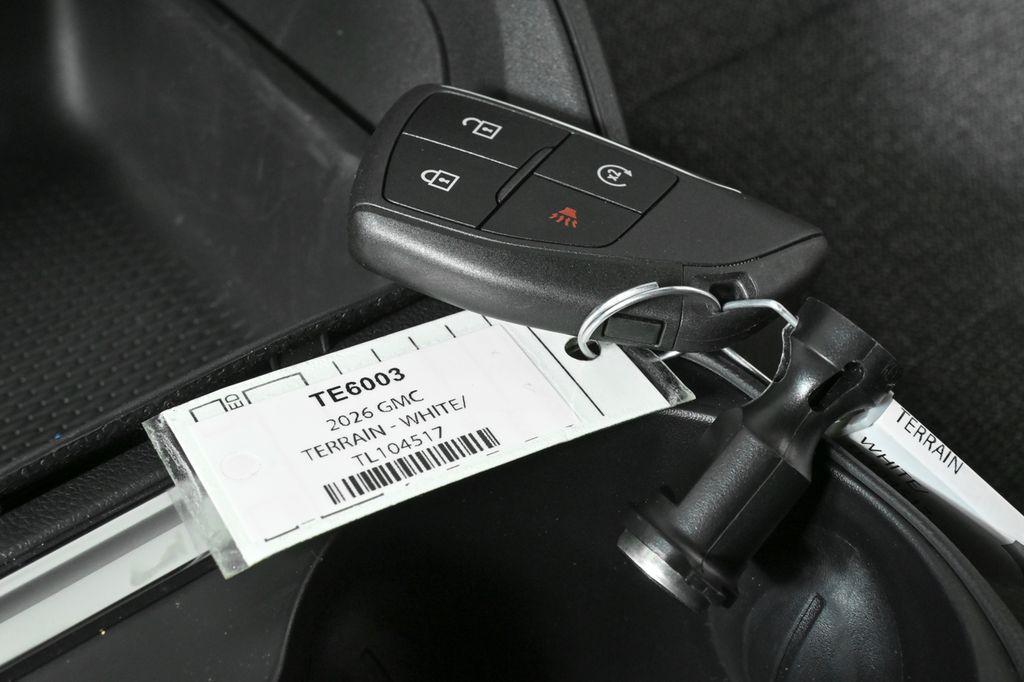 TE6003
2026 GMC
TERRAIN - WHITE/
TL104517
TERRAIN
WHITE/